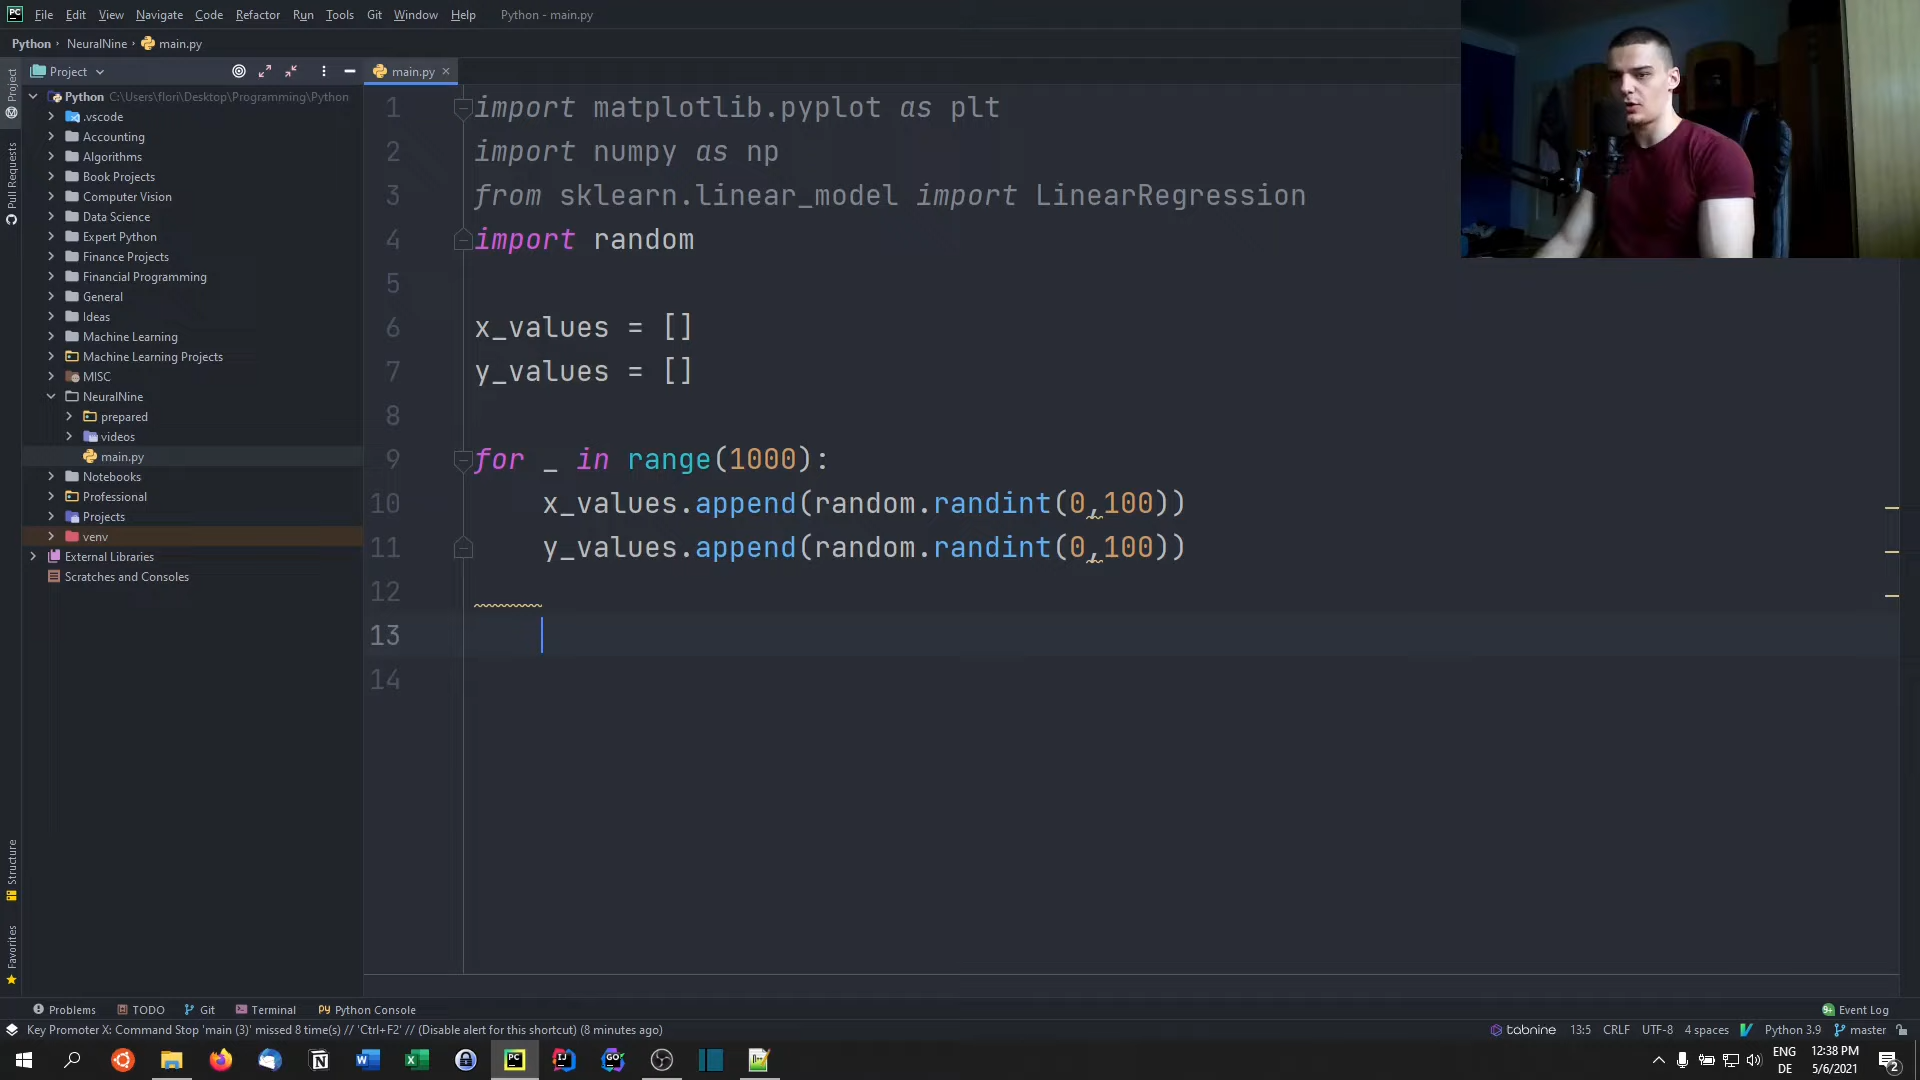 File Edit View Navigate Code Refactor Run Tools Git Window Help Python - main.py
Python NeuralNine main.py
Project
main.py
Python C:\Users\flori\Desktop\Programming\Python
.vscode
Accounting
Algorithms
Book Projects
Computer Vision
Data Science
Expert Python
Finance Projects
Financial Programming
General
Ideas
Machine Learning
Machine Learning Projects
MISC
NeuralNine
prepared
videos
main.py
Notebooks
Professional
Projects
venv
External Libraries
Scratches and Consoles
Project
Pull Requests
Structure
Favorites
1 import matplotlib.pyplot as plt
2 import numpy as np
3 from sklearn.linear_model import LinearRegression
4 import random
5
6 x_values = []
7 y_values = []
8
9 for _ in range(1000):
10 x_values.append(random.randint(0,100))
11 y_values.append(random.randint(0,100))
12
13
14
Problems TODO Git Terminal Python Console Event Log
Key Promoter X: Command Stop 'main (3)' missed 8 time(s) // 'Ctrl+F2' // (Disable alert for this shortcut) (8 minutes ago) tabnine 13:5 CRLF UTF-8 4 spaces Python 3.9 master
ENG 12:38 PM
DE 5/6/2021
2